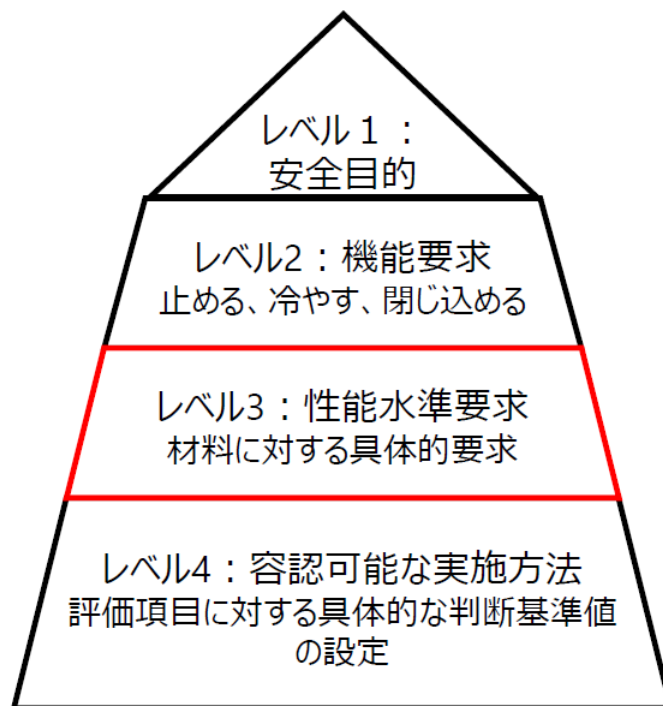 レベル１：
安全目的
レベル2：機能要求
止める、冷やす、閉じ込める
レベル3：性能水準要求
材料に対する具体的要求
レベル4：容認可能な実施方法
評価項目に対する具体的な判断基準値
の設定